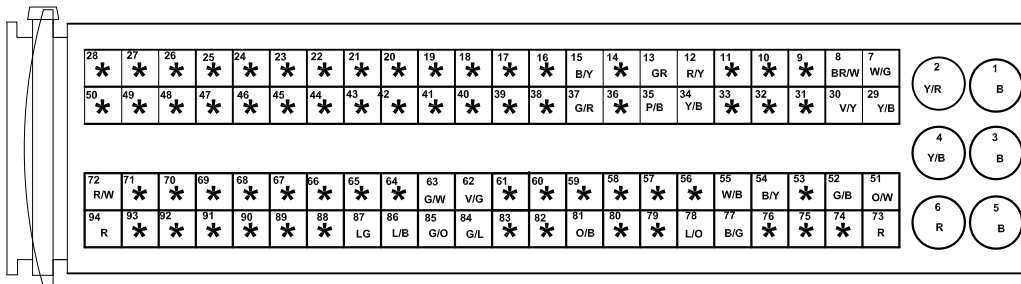 28 27 26 25 24 23 22 21 20 19 18 17 16 15 14 13 12 11 10 9 8 7
* * * * * * * * * * * * * B/Y * GR R/Y * * * BR/W W/G
50 49 48 47 46 45 44 43 42 41 40 39 38 37 36 35 34 33 32 31 30 29
* * * * * * * * * * * * * G/R * P/B Y/B * * * V/Y Y/B
72 71 70 69 68 67 66 65 64 63 62 61 60 59 58 57 56 55 54 53 52 51
R/W * * * * * * * * G/W V/G * * * * * * W/B B/Y * G/B O/W
94 93 92 91 90 89 88 87 86 85 84 83 82 81 80 79 78 77 76 75 74 73
R * * * * * * LG L/B G/O G/L * * O/B * * L/O B/G * * * R
2 1
Y/R B
4 3
Y/B B
6 5
R B